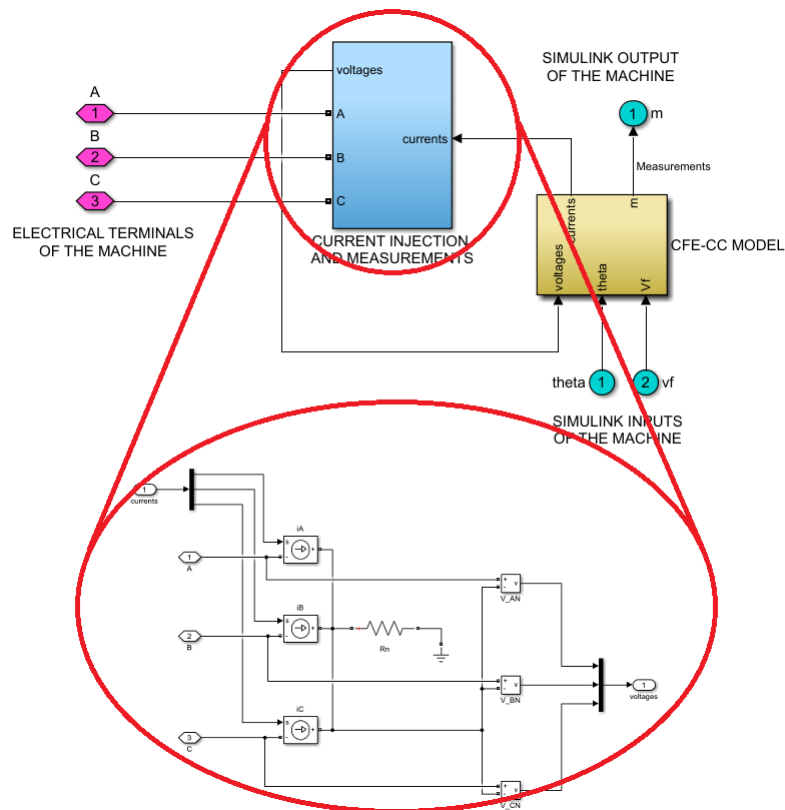 SIMULINK OUTPUT
OF THE MACHINE
voltages
A
1
A
1
m
B
2
B
currents
Measurements
C
3
C
ELECTRICAL TERMINALS
OF THE MACHINE
CURRENT INJECTION
AND MEASUREMENTS
currents
m
CFE-CC MODEL
voltages
theta
Vf
theta
1
2
vf
SIMULINK INPUTS
OF THE MACHINE
1
currents
iA
s
+
-
1
A
+
-
v
V_AN
iB
s
+
-
2
B
Rn
+
-
v
V_BN
1
voltages
iC
s
+
-
3
C
+
-
v
V_CN